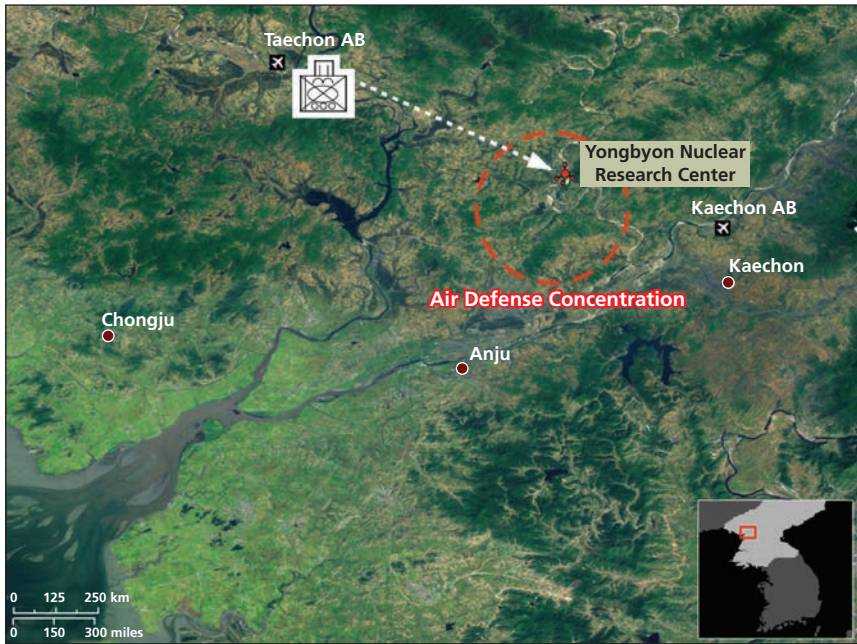 Taechon AB
Yongbyon Nuclear
Research Center
Kaechon AB
Kaechon
Air Defense Concentration
Chongju
Anju
0 125 250 km
0 150 300 miles